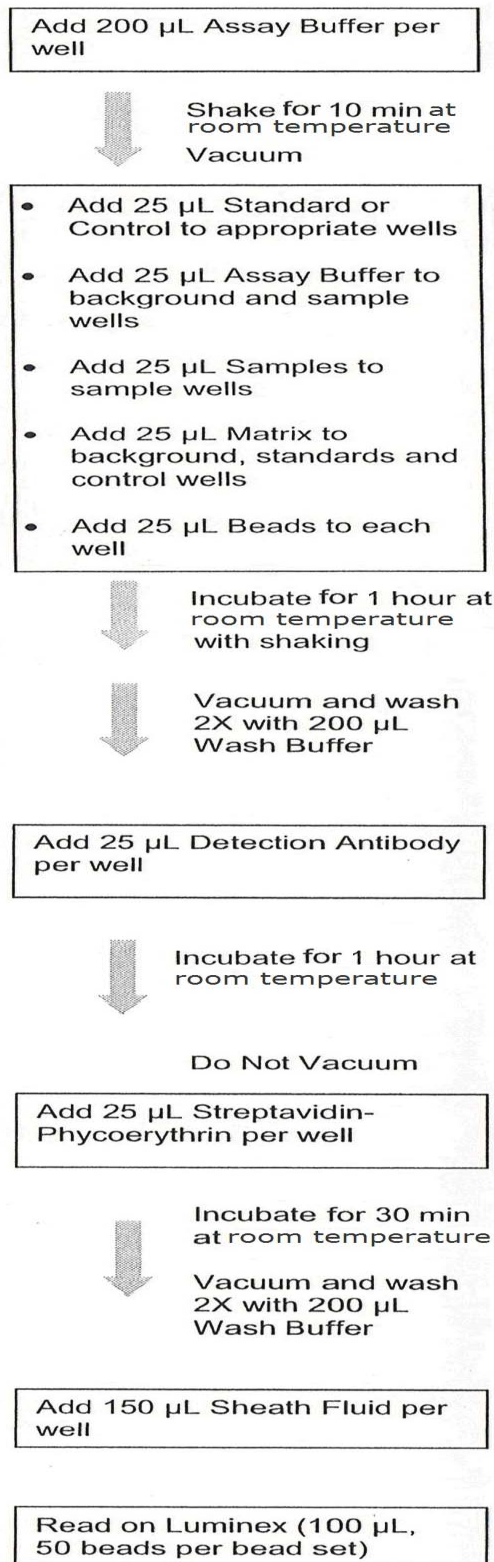 Add 200 µL Assay Buffer per
well
Shake for 10 min at
room temperature
Vacuum
• Add 25 µL Standard or
Control to appropriate wells
• Add 25 µL Assay Buffer to
background and sample
wells
• Add 25 µL Samples to
sample wells
• Add 25 µL Matrix to
background, standards and
control wells
• Add 25 µL Beads to each
well
Incubate for 1 hour at
room temperature
with shaking
Vacuum and wash
2X with 200 µL
Wash Buffer
Add 25 µL Detection Antibody
per well
Incubate for 1 hour at
room temperature
Do Not Vacuum
Add 25 µL Streptavidin-
Phycoerythrin per well
Incubate for 30 min
at room temperature
Vacuum and wash
2X with 200 µL
Wash Buffer
Add 150 µL Sheath Fluid per
well
Read on Luminex (100 µL,
50 beads per bead set)